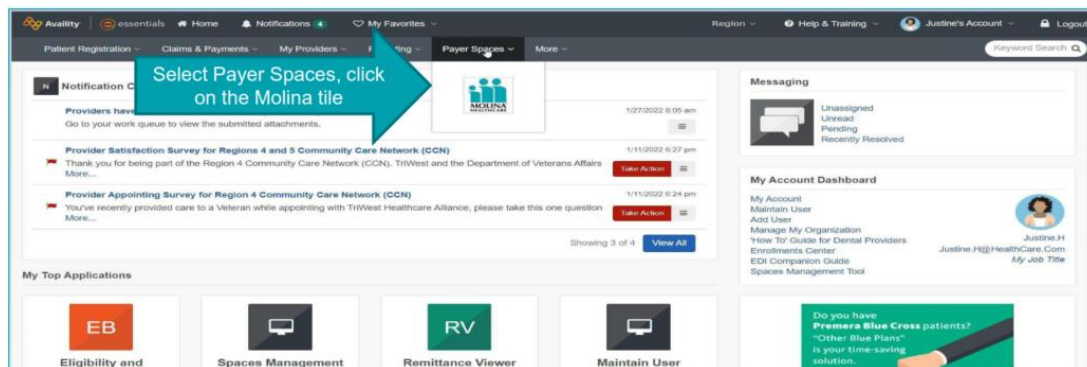 Availity essentials Home Notifications 4 My Favorites Region Help & Training Justine's Account Logout
Patient Registration Claims & Payments My Providers Payer Spaces More Keyword Search
Select Payer Spaces, click
on the Molina tile
MOLINA
HEALTHCARE
N Notification C
Providers have 1/27/2022 8:05 am
Go to your work queue to view the submitted attachments.
Provider Satisfaction Survey for Regions 4 and 5 Community Care Network (CCN) 1/11/2022 6:27 pm
Thank you for being part of the Region 4 Community Care Network (CCN). TriWest and the Department of Veterans Affairs
More... Take Action
Provider Appointing Survey for Region 4 Community Care Network (CCN) 1/11/2022 6:24 pm
You've recently provided care to a Veteran while appointing with TriWest Healthcare Alliance, please take this one question
More... Take Action
Showing 3 of 4 View All
Messaging
Unassigned
Unread
Pending
Recently Resolved
My Account Dashboard
My Account
Maintain User
Add User
Manage My Organization
'How To' Guide for Dental Providers
Enrollments Center
EDI Companion Guide
Spaces Management Tool
Justine.H
Justine.H@HealthCare.Com
My Job Title
My Top Applications
EB
Eligibility and
Spaces Management
RV
Remittance Viewer
Maintain User
Do you have
Premera Blue Cross patients?
"Other Blue Plans"
is your time-saving
solution.